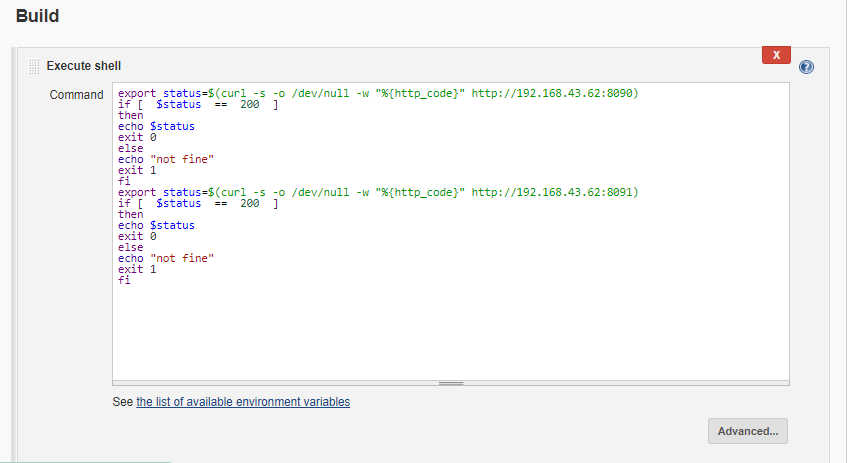 Build
X
Execute shell
?
Command
export status=$(curl -s -o /dev/null -w "%{http_code}" http://192.168.43.62:8090)
if [  $status  ==  200  ]
then
echo $status
exit 0
else
echo "not fine"
exit 1
fi
export status=$(curl -s -o /dev/null -w "%{http_code}" http://192.168.43.62:8091)
if [  $status  ==  200  ]
then
echo $status
exit 0
else
echo "not fine"
exit 1
fi
See the list of available environment variables
Advanced...